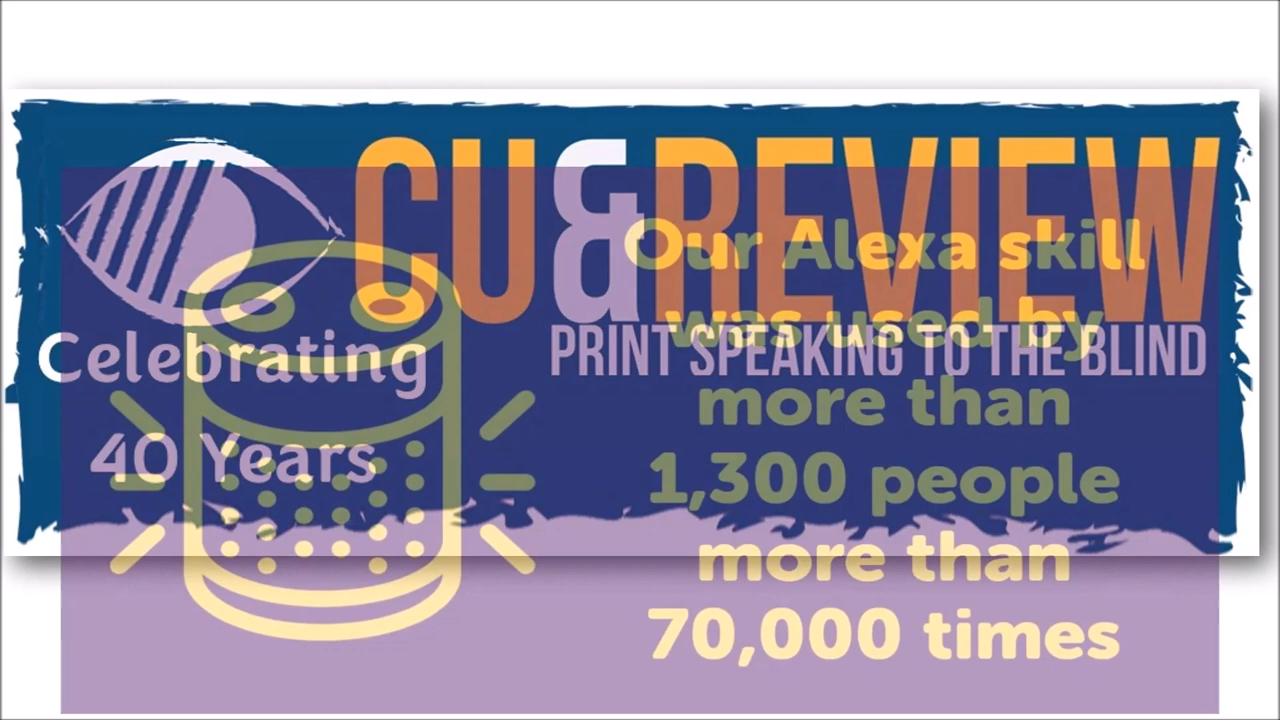 CU&REVIEW
PRINT SPEAKING TO THE BLIND
Celebrating
40 Years
Our Alexa skill
was used by
more than
1,300 people
more than
70,000 times